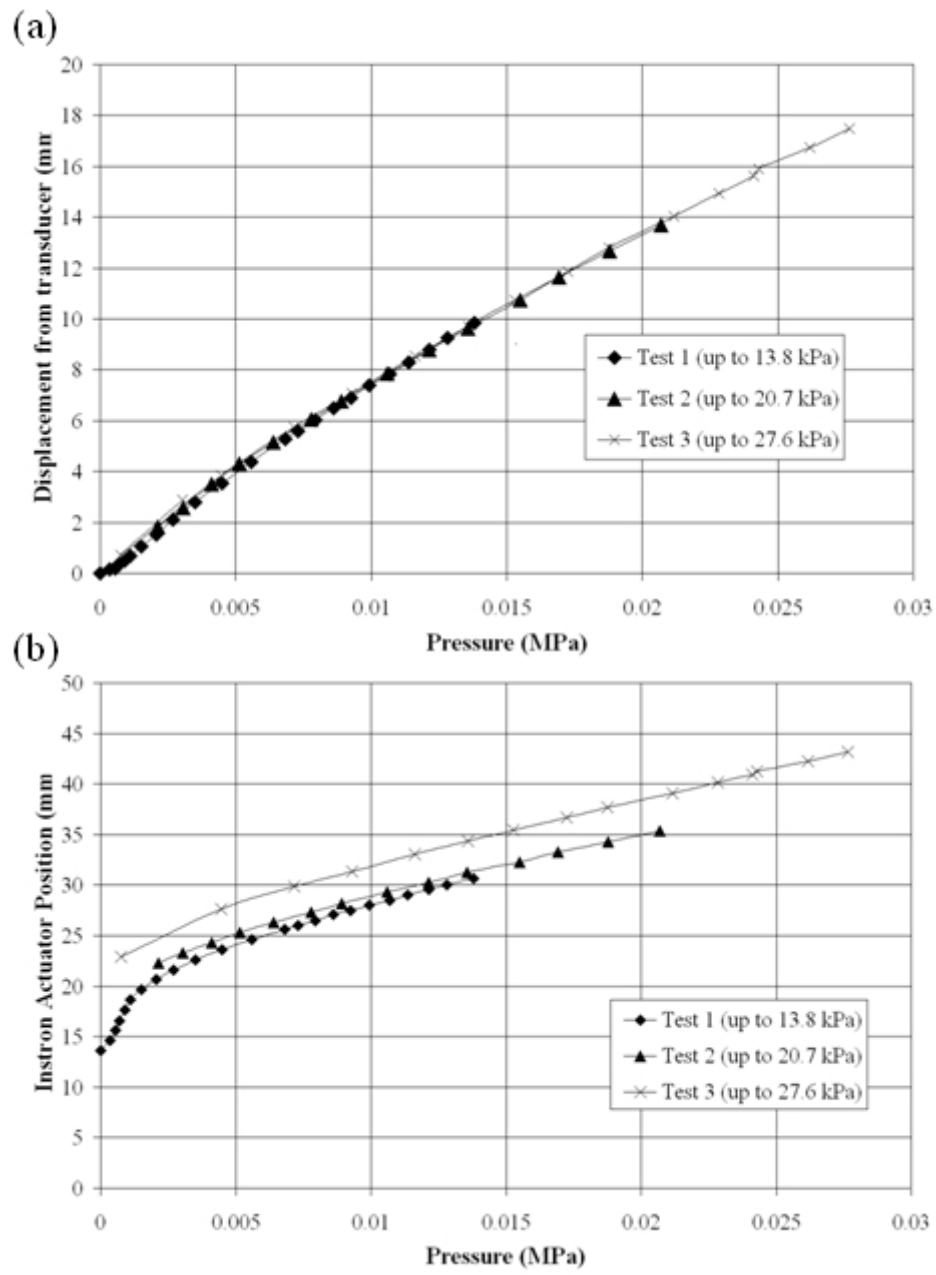 (a)
20
18
16
14
12
10
8
6
4
2
0
Displacement from transducer (mm
Test 1 (up to 13.8 kPa)
Test 2 (up to 20.7 kPa)
Test 3 (up to 27.6 kPa)
0 0.005 0.01 0.015 0.02 0.025 0.03
Pressure (MPa)
(b)
50
45
40
35
30
25
20
15
10
5
0
Instron Actuator Position (mm
Test 1 (up to 13.8 kPa)
Test 2 (up to 20.7 kPa)
Test 3 (up to 27.6 kPa)
0 0.005 0.01 0.015 0.02 0.025 0.03
Pressure (MPa)